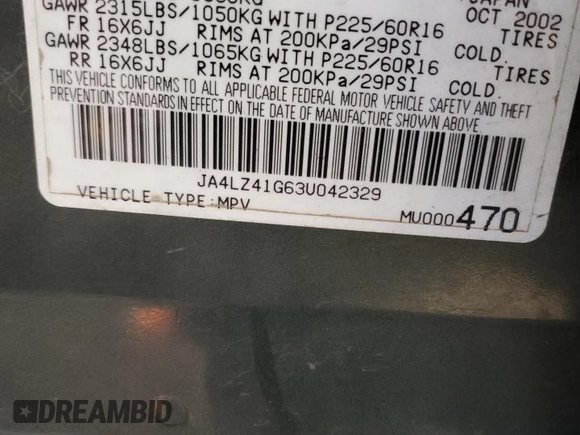 JAPAN
OCT 2002
GAWR 2315LBS/1050KG WITH P225/60R16 TIRES
FR 16X6JJ RIMS AT 200KPa/29PSI COLD.
GAWR 2348LBS/1065KG WITH P225/60R16 TIRES
RR 16X6JJ RIMS AT 200KPa/29PSI COLD.
THIS VEHICLE CONFORMS TO ALL APPLICABLE FEDERAL MOTOR VEHICLE SAFETY AND THEFT
PREVENTION STANDARDS IN EFFECT ON THE DATE OF MANUFACTURE SHOWN ABOVE.
JA4LZ41G63U042329
VEHICLE TYPE:MPV
MU000470
DREAMBID